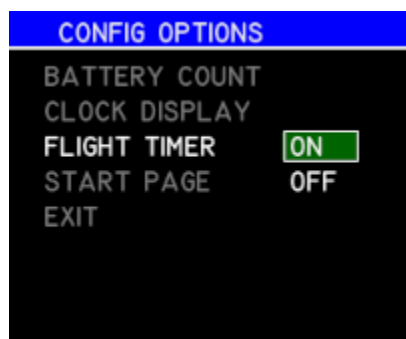 CONFIG OPTIONS
BATTERY COUNT
CLOCK DISPLAY
FLIGHT TIMER ON
START PAGE OFF
EXIT